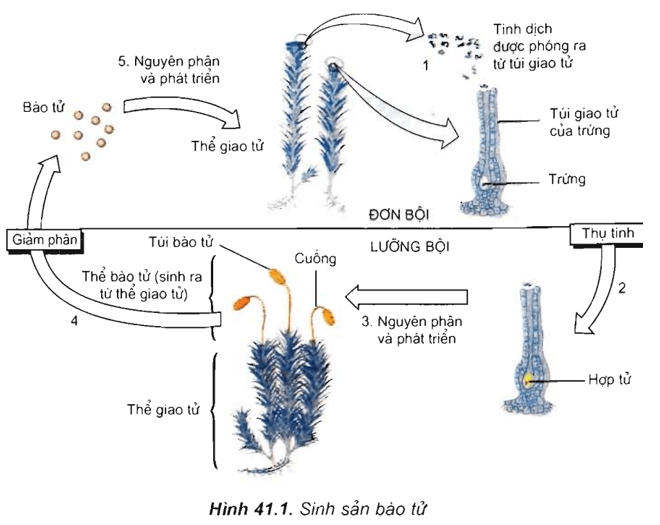 Tinh dịch
được phóng ra
từ túi giao tử
1
5. Nguyên phân
và phát triển
Bào tử
Thể giao tử
Túi giao tử
của trứng
Trứng
ĐƠN BỘI
Giảm phân
Thụ tinh
LƯỠNG BỘI
Túi bào tử
Cuống
Thể bào tử (sinh ra
từ thể giao tử)
4
2
3. Nguyên phân
và phát triển
Hợp tử
Thể giao tử
Hình 41.1. Sinh sản bào tử